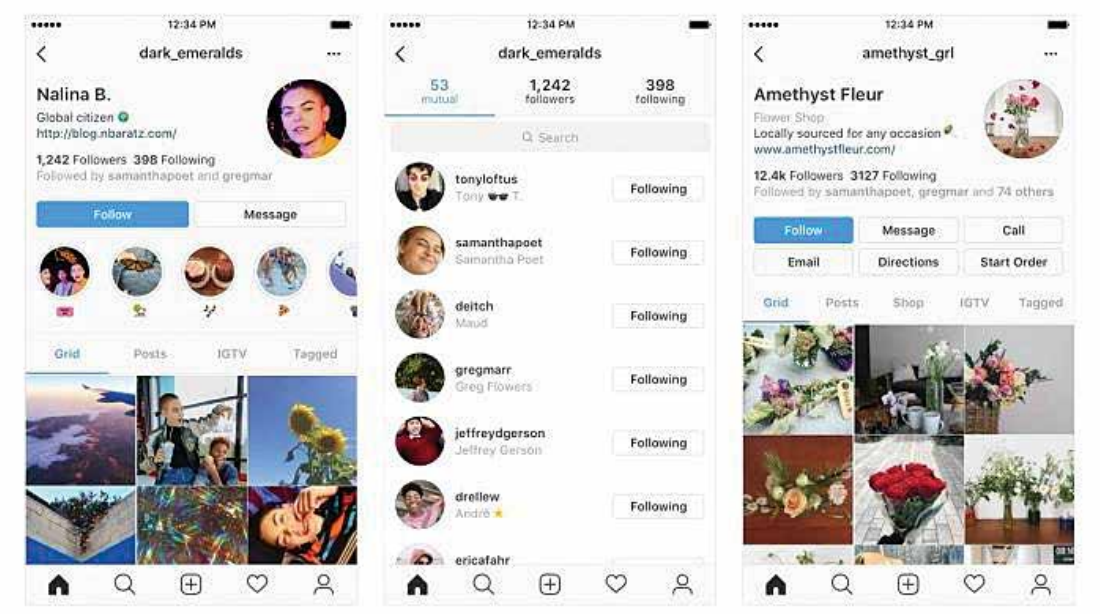 12:34 PM
dark_emeralds
Nalina B.
Global citizen
http://blog.nbaratz.com/
1,242 Followers 398 Following
Followed by samanthapoet and gregmar
Follow Message
Grid Posts IGTV Tagged
12:34 PM
dark_emeralds
53 1,242 398
mutual followers following
Search
tonyloftus
Tony 🕶🕶 T.
Following
samanthapoet
Samantha Poet
Following
deitch
Maud
Following
gregmarr
Greg Flowers
Following
jeffreydgerson
Jeffrey Gerson
Following
drellew
André ⭐
Following
ericafahr
12:34 PM
amethyst_grl
Amethyst Fleur
Flower Shop
Locally sourced for any occasion
www.amethystfleur.com/
12.4k Followers 3127 Following
Followed by samanthapoet, gregmar and 74 others
Follow Message Call
Email Directions Start Order
Grid Posts Shop IGTV Tagged